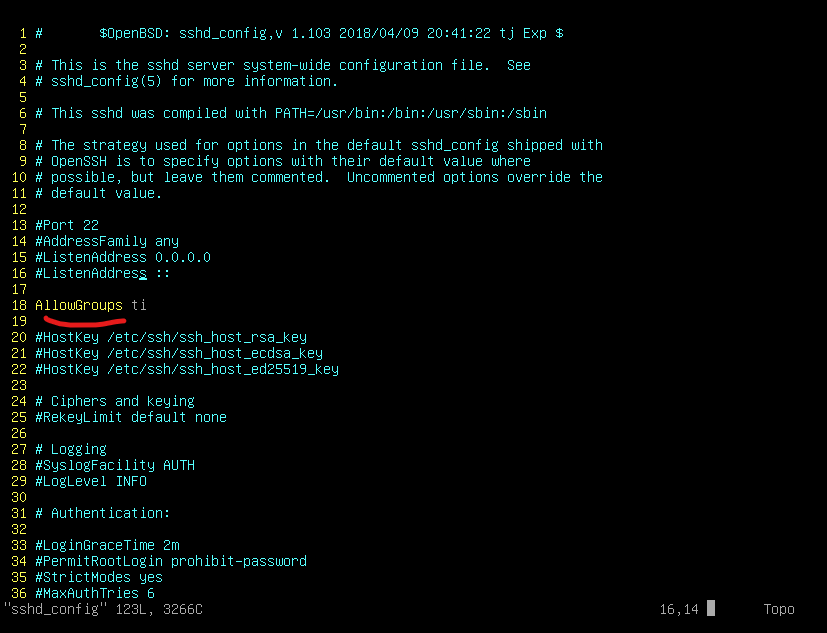 1 #       $OpenBSD: sshd_config,v 1.103 2018/04/09 20:41:22 tj Exp $
2
3 # This is the sshd server system-wide configuration file.  See
4 # sshd_config(5) for more information.
5
6 # This sshd was compiled with PATH=/usr/bin:/bin:/usr/sbin:/sbin
7
8 # The strategy used for options in the default sshd_config shipped with
9 # OpenSSH is to specify options with their default value where
10 # possible, but leave them commented.  Uncommented options override the
11 # default value.
12
13 #Port 22
14 #AddressFamily any
15 #ListenAddress 0.0.0.0
16 #ListenAddress ::
17
18 AllowGroups ti
19
20 #HostKey /etc/ssh/ssh_host_rsa_key
21 #HostKey /etc/ssh/ssh_host_ecdsa_key
22 #HostKey /etc/ssh/ssh_host_ed25519_key
23
24 # Ciphers and keying
25 #RekeyLimit default none
26
27 # Logging
28 #SyslogFacility AUTH
29 #LogLevel INFO
30
31 # Authentication:
32
33 #LoginGraceTime 2m
34 #PermitRootLogin prohibit-password
35 #StrictModes yes
36 #MaxAuthTries 6
"sshd_config" 123L, 3266C 16,14 Topo